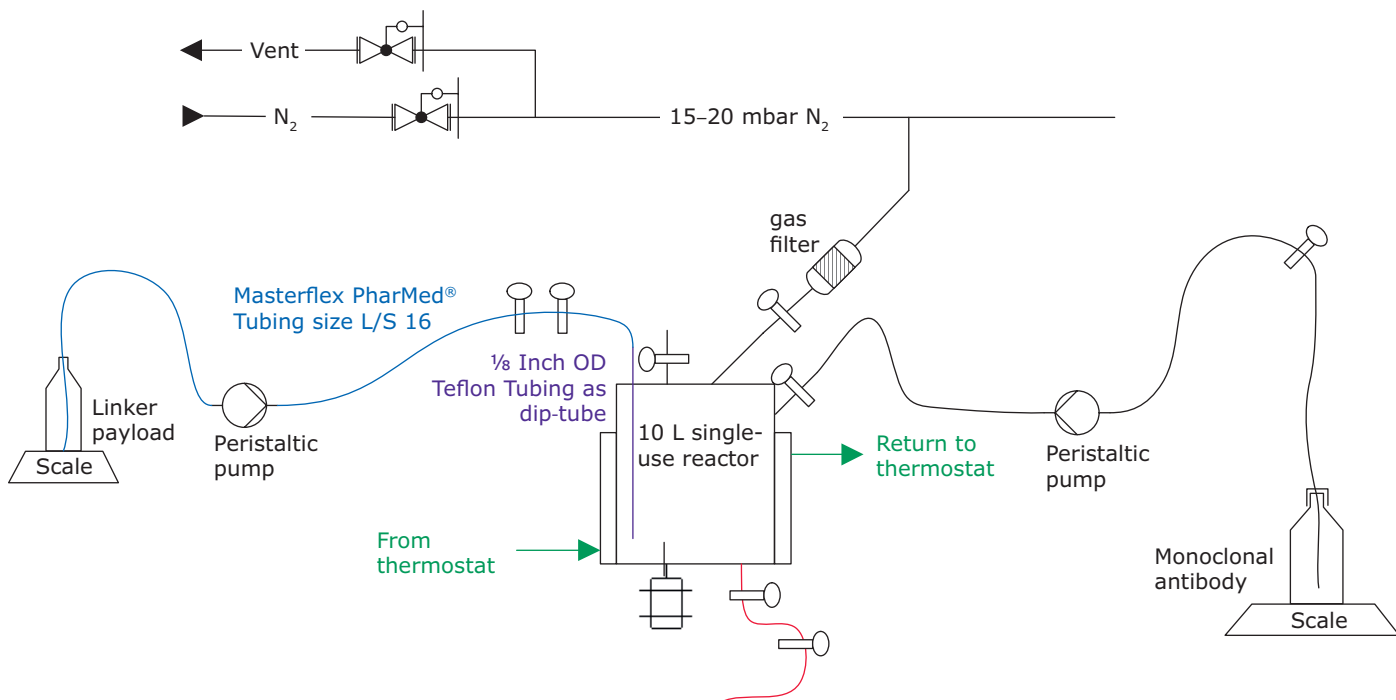 Vent
N₂
15–20 mbar N₂
gas
filter
Masterflex PharMed®
Tubing size L/S 16
⅛ Inch OD
Teflon Tubing as
dip-tube
Linker
payload
Scale
Peristaltic
pump
10 L single-
use reactor
Return to
thermostat
Peristaltic
pump
From
thermostat
Monoclonal
antibody
Scale